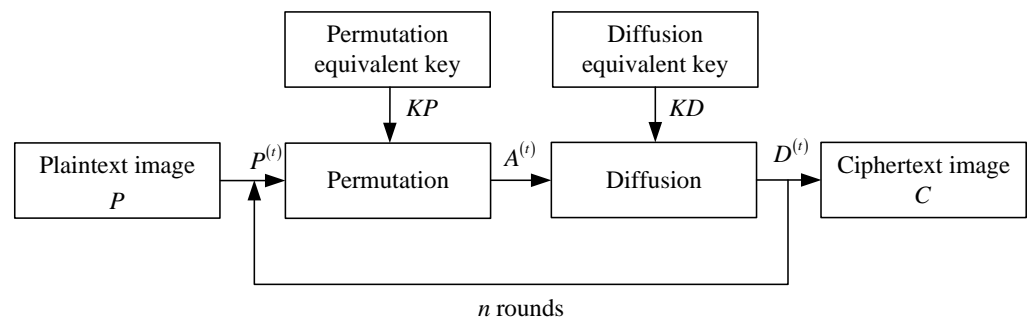 Permutation
equivalent key
Diffusion
equivalent key
KP
KD
Plaintext image
P
P^(t)
Permutation
A^(t)
Diffusion
D^(t)
Ciphertext image
C
n rounds